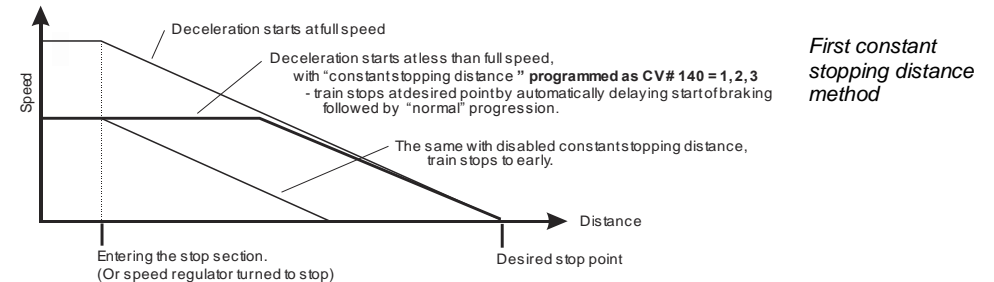 Deceleration starts at full speed
Deceleration starts at less than full speed,
with “constant stopping distance ” programmed as CV# 140 = 1, 2, 3
- train stops at desired point by automatically delaying start of braking
followed by “normal” progression.
First constant
stopping distance
method
Speed
The same with disabled constant stopping distance,
train stops to early.
Distance
Entering the stop section.
(Or speed regulator turned to stop)
Desired stop point